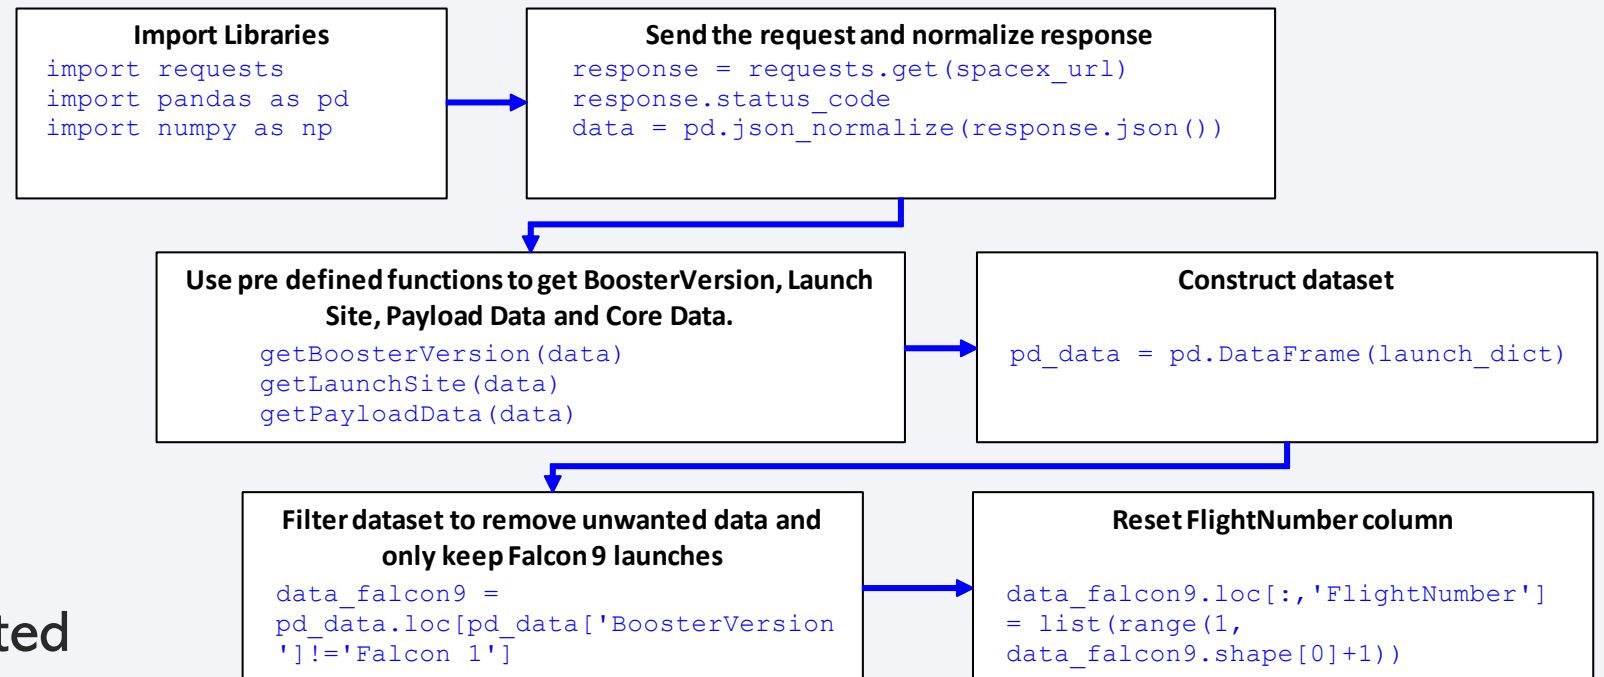 Import Libraries
import requests
import pandas as pd
import numpy as np
Send the request and normalize response
response = requests.get(spacex_url)
response.status_code
data = pd.json_normalize(response.json())
Use pre defined functions to get BoosterVersion, Launch
Site, Payload Data and Core Data.
getBoosterVersion(data)
getLaunchSite(data)
getPayloadData(data)
Construct dataset
pd_data = pd.DataFrame(launch_dict)
Filter dataset to remove unwanted data and
only keep Falcon 9 launches
data_falcon9 =
pd_data.loc[pd_data['BoosterVersion
']!='Falcon 1']
Reset FlightNumber column
data_falcon9.loc[:,'FlightNumber']
= list(range(1,
data_falcon9.shape[0]+1))